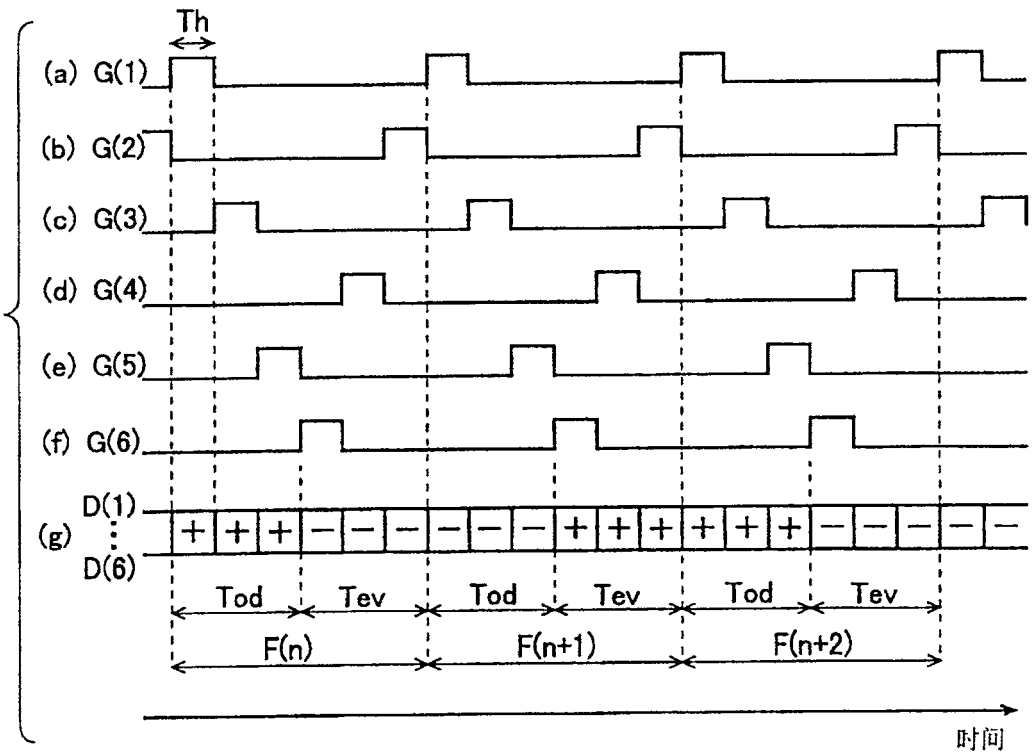 Th
(a) G(1)
(b) G(2)
(c) G(3)
(d) G(4)
(e) G(5)
(f) G(6)
D(1)
(g) ⋮ + + + − − − − − − + + + + + + − − − − −
D(6)
Tod Tev Tod Tev Tod Tev
F(n) F(n+1) F(n+2)
时间